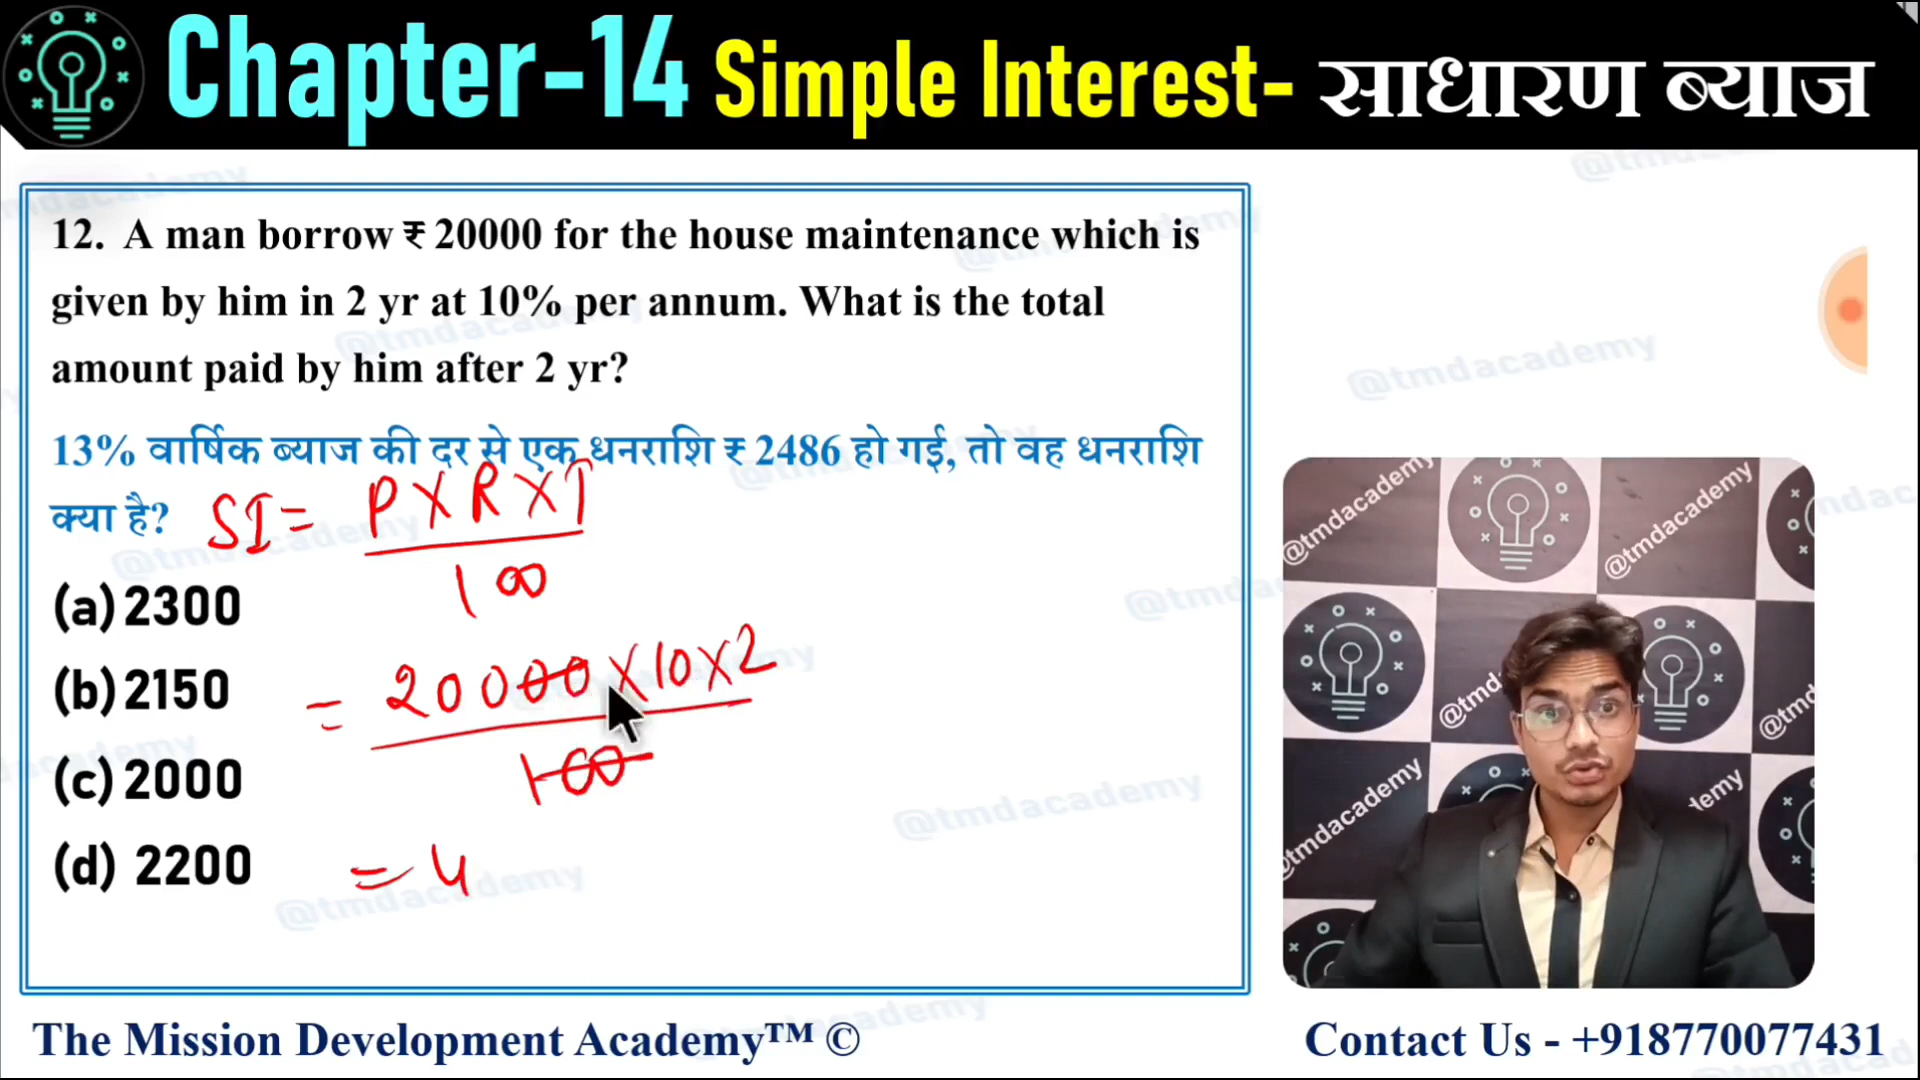 Chapter-14 Simple Interest- साधारण ब्याज
12. A man borrow ₹ 20000 for the house maintenance which is
given by him in 2 yr at 10% per annum. What is the total
amount paid by him after 2 yr?
13% वार्षिक ब्याज की दर से एक धनराशि ₹ 2486 हो गई, तो वह धनराशि
क्या है?
SI = P X R X T
100
(a) 2300
= 20000 X 10 X 2
100
(b) 2150
(c) 2000
(d) 2200
= 4
@tmdacademy
The Mission Development Academy™ ©
Contact Us - +918770077431